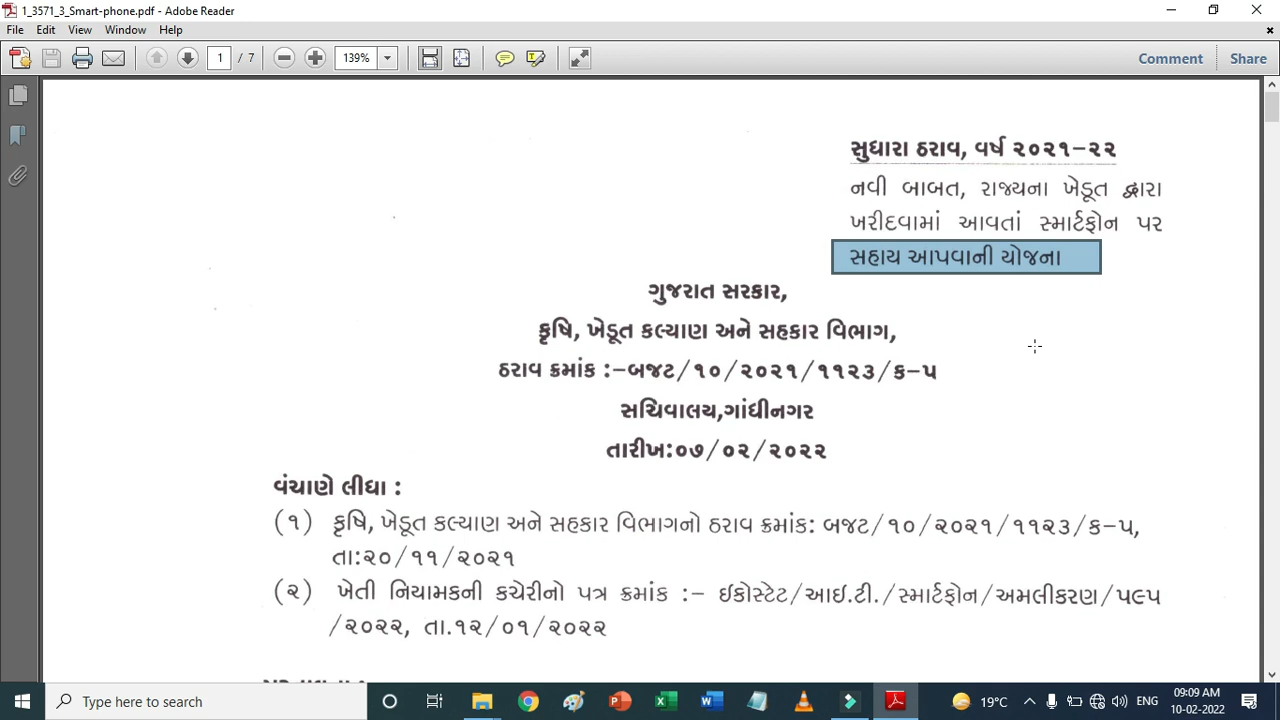 1_3571_3_Smart-phone.pdf - Adobe Reader
File Edit View Window Help
1 / 7 139% Comment Share
સુધારા ઠરાવ, વર્ષ ૨૦૨૧-૨૨
નવી બાબત, રાજ્યના ખેડૂત દ્વારા
ખરીદવામાં આવતાં સ્માર્ટફોન પર
સહાય આપવાની યોજના
ગુજરાત સરકાર,
કૃષિ, ખેડૂત કલ્યાણ અને સહકાર વિભાગ,
ઠરાવ ક્રમાંક :-બજટ/૧૦/૨૦૨૧/૧૧૨૩/ક-૫
સચિવાલય,ગાંધીનગર
તારીખ:૦૭/૦૨/૨૦૨૨
વંચાણે લીધા :
(૧) કૃષિ, ખેડૂત કલ્યાણ અને સહકાર વિભાગનો ઠરાવ ક્રમાંક: બજટ/૧૦/૨૦૨૧/૧૧૨૩/ક-૫,
તા:૨૦/૧૧/૨૦૨૧
(૨) ખેતી નિયામકની કચેરીનો પત્ર ક્રમાંક :- ઈકોસ્ટેટ/આઈ.ટી./સ્માર્ટફોન/અમલીકરણ/૫૯૫
/૨૦૨૨, તા.૧૨/૦૧/૨૦૨૨
Type here to search
19°C ENG 09:09 AM
10-02-2022